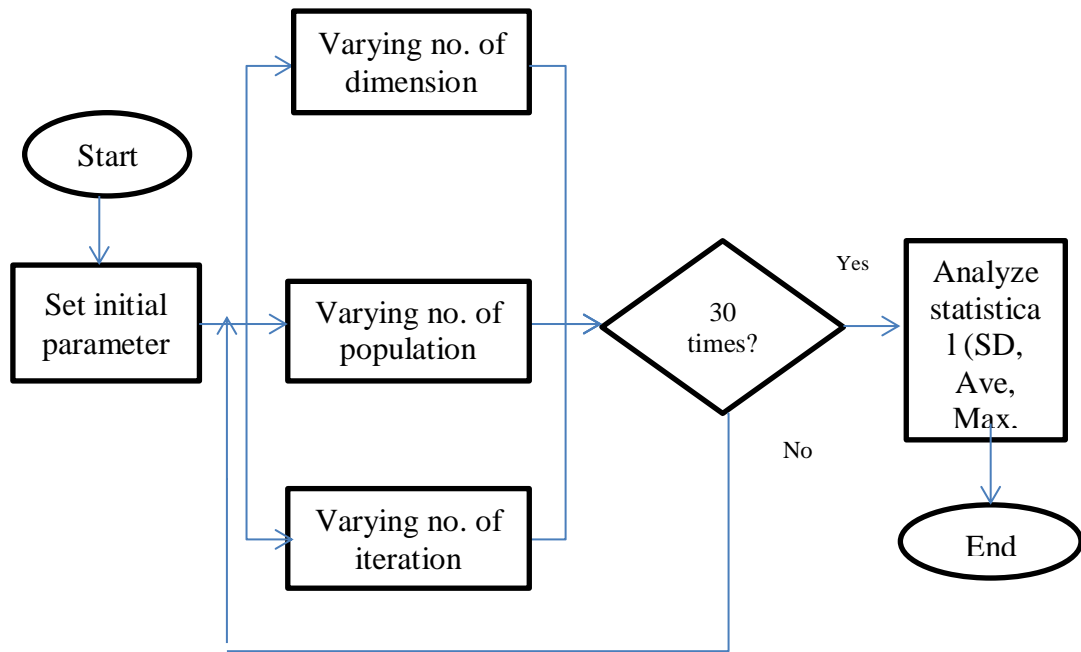 Start
Set initial
parameter
Varying no. of
dimension
Varying no. of
population
Varying no. of
iteration
30
times?
Yes
No
Analyze
statistica
l (SD,
Ave,
Max.
End